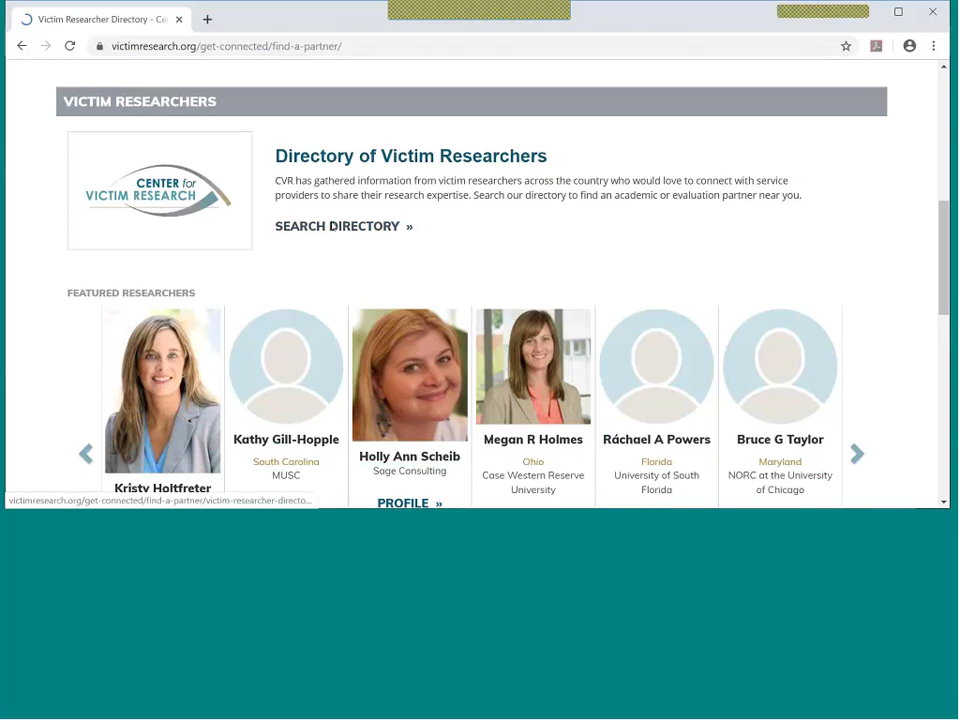 Victim Researcher Directory - Ce
victimresearch.org/get-connected/find-a-partner/
VICTIM RESEARCHERS
CENTER for
VICTIM RESEARCH
Directory of Victim Researchers
CVR has gathered information from victim researchers across the country who would love to connect with service
providers to share their research expertise. Search our directory to find an academic or evaluation partner near you.
SEARCH DIRECTORY »
FEATURED RESEARCHERS
Kristy Holtfreter
Kathy Gill-Hopple
South Carolina
MUSC
Holly Ann Scheib
Sage Consulting
PROFILE »
Megan R Holmes
Ohio
Case Western Reserve
University
Ráchael A Powers
Florida
University of South
Florida
Bruce G Taylor
Maryland
NORC at the University
of Chicago
victimresearch.org/get-connected/find-a-partner/victim-researcher-directo...